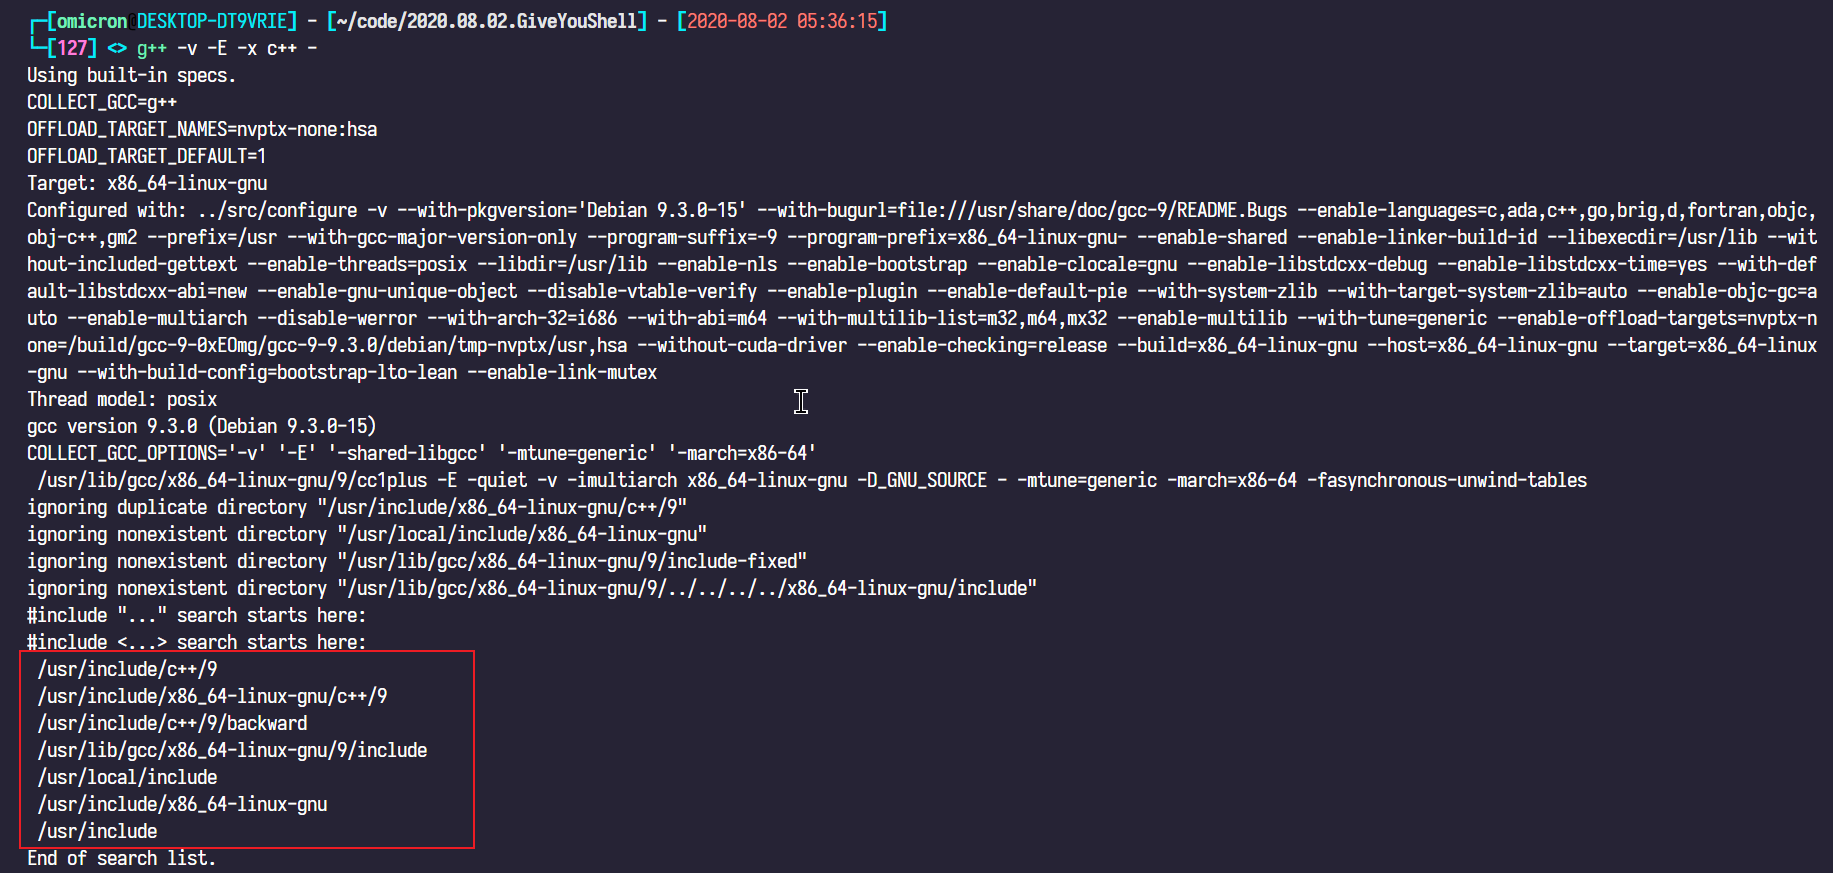 ┌─[omicron@DESKTOP-DT9VRIE] - [~/code/2020.08.02.GiveYouShell] - [2020-08-02 05:36:15]
└─[127] <> g++ -v -E -x c++ -
Using built-in specs.
COLLECT_GCC=g++
OFFLOAD_TARGET_NAMES=nvptx-none:hsa
OFFLOAD_TARGET_DEFAULT=1
Target: x86_64-linux-gnu
Configured with: ../src/configure -v --with-pkgversion='Debian 9.3.0-15' --with-bugurl=file:///usr/share/doc/gcc-9/README.Bugs --enable-languages=c,ada,c++,go,brig,d,fortran,objc,
obj-c++,gm2 --prefix=/usr --with-gcc-major-version-only --program-suffix=-9 --program-prefix=x86_64-linux-gnu- --enable-shared --enable-linker-build-id --libexecdir=/usr/lib --wit
hout-included-gettext --enable-threads=posix --libdir=/usr/lib --enable-nls --enable-bootstrap --enable-clocale=gnu --enable-libstdcxx-debug --enable-libstdcxx-time=yes --with-def
ault-libstdcxx-abi=new --enable-gnu-unique-object --disable-vtable-verify --enable-plugin --enable-default-pie --with-system-zlib --with-target-system-zlib=auto --enable-objc-gc=a
uto --enable-multiarch --disable-werror --with-arch-32=i686 --with-abi=m64 --with-multilib-list=m32,m64,mx32 --enable-multilib --with-tune=generic --enable-offload-targets=nvptx-n
one=/build/gcc-9-0xEOmg/gcc-9-9.3.0/debian/tmp-nvptx/usr,hsa --without-cuda-driver --enable-checking=release --build=x86_64-linux-gnu --host=x86_64-linux-gnu --target=x86_64-linux
-gnu --with-build-config=bootstrap-lto-lean --enable-link-mutex
Thread model: posix
gcc version 9.3.0 (Debian 9.3.0-15)
COLLECT_GCC_OPTIONS='-v' '-E' '-shared-libgcc' '-mtune=generic' '-march=x86-64'
 /usr/lib/gcc/x86_64-linux-gnu/9/cc1plus -E -quiet -v -imultiarch x86_64-linux-gnu -D_GNU_SOURCE - -mtune=generic -march=x86-64 -fasynchronous-unwind-tables
ignoring duplicate directory "/usr/include/x86_64-linux-gnu/c++/9"
ignoring nonexistent directory "/usr/local/include/x86_64-linux-gnu"
ignoring nonexistent directory "/usr/lib/gcc/x86_64-linux-gnu/9/include-fixed"
ignoring nonexistent directory "/usr/lib/gcc/x86_64-linux-gnu/9/../../../../x86_64-linux-gnu/include"
#include "..." search starts here:
#include <...> search starts here:
 /usr/include/c++/9
 /usr/include/x86_64-linux-gnu/c++/9
 /usr/include/c++/9/backward
 /usr/lib/gcc/x86_64-linux-gnu/9/include
 /usr/local/include
 /usr/include/x86_64-linux-gnu
 /usr/include
End of search list.